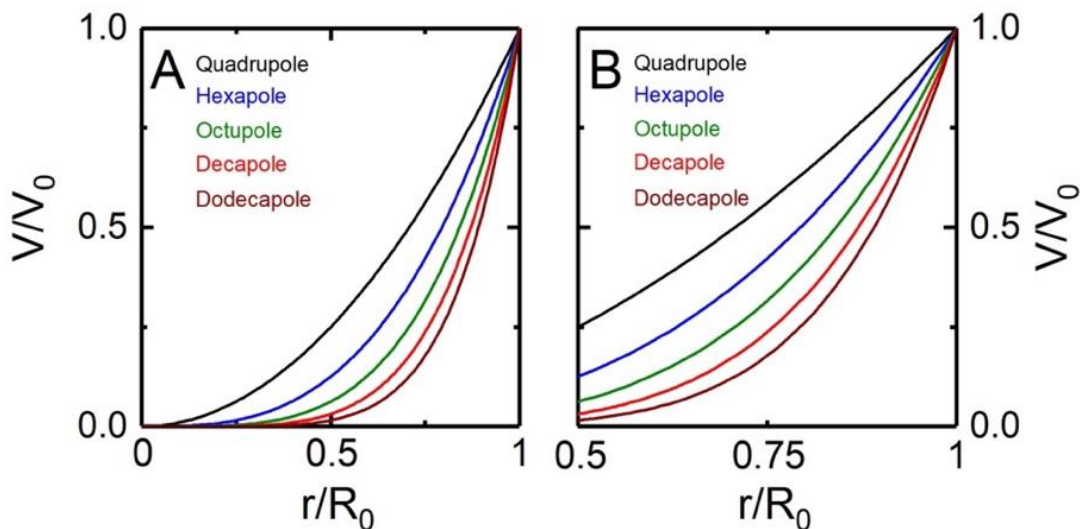 A
Quadrupole
Hexapole
Octupole
Decapole
Dodecapole
V/V0
1.0
0.5
0.0
0
0.5
1
r/R0
B
Quadrupole
Hexapole
Octupole
Decapole
Dodecapole
V/V0
1.0
0.5
0.0
0.5
0.75
1
r/R0